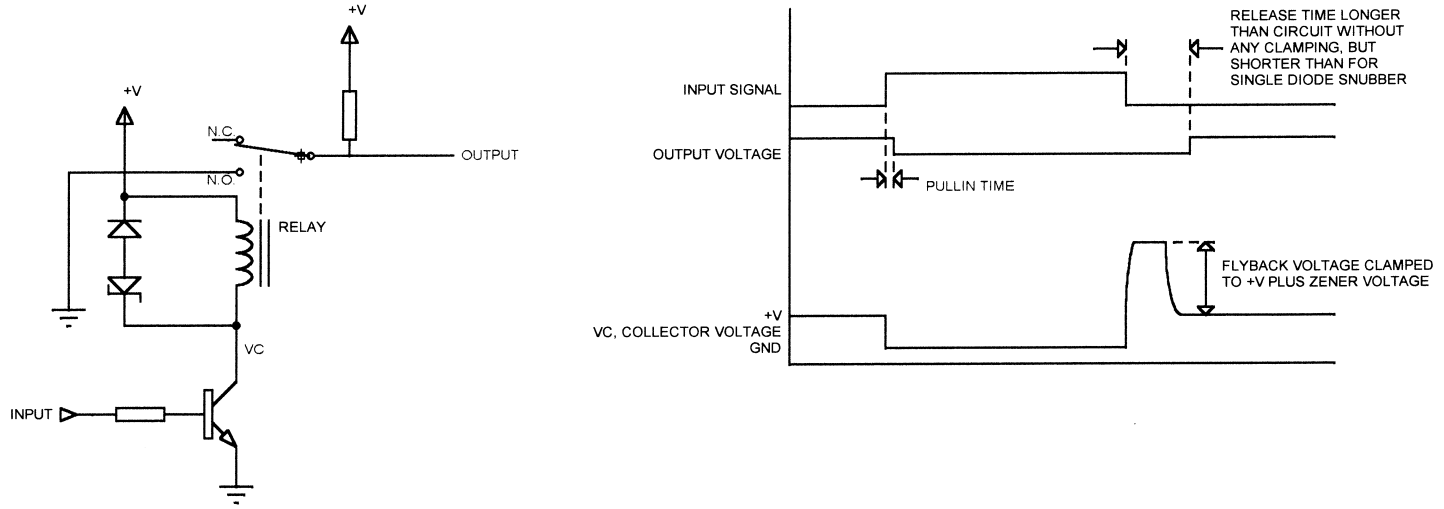 +V
+V
N.C.
OUTPUT
N.O.
RELAY
VC
INPUT
RELEASE TIME LONGER
THAN CIRCUIT WITHOUT
ANY CLAMPING, BUT
SHORTER THAN FOR
SINGLE DIODE SNUBBER
INPUT SIGNAL
OUTPUT VOLTAGE
PULLIN TIME
FLYBACK VOLTAGE CLAMPED
TO +V PLUS ZENER VOLTAGE
+V
VC, COLLECTOR VOLTAGE
GND